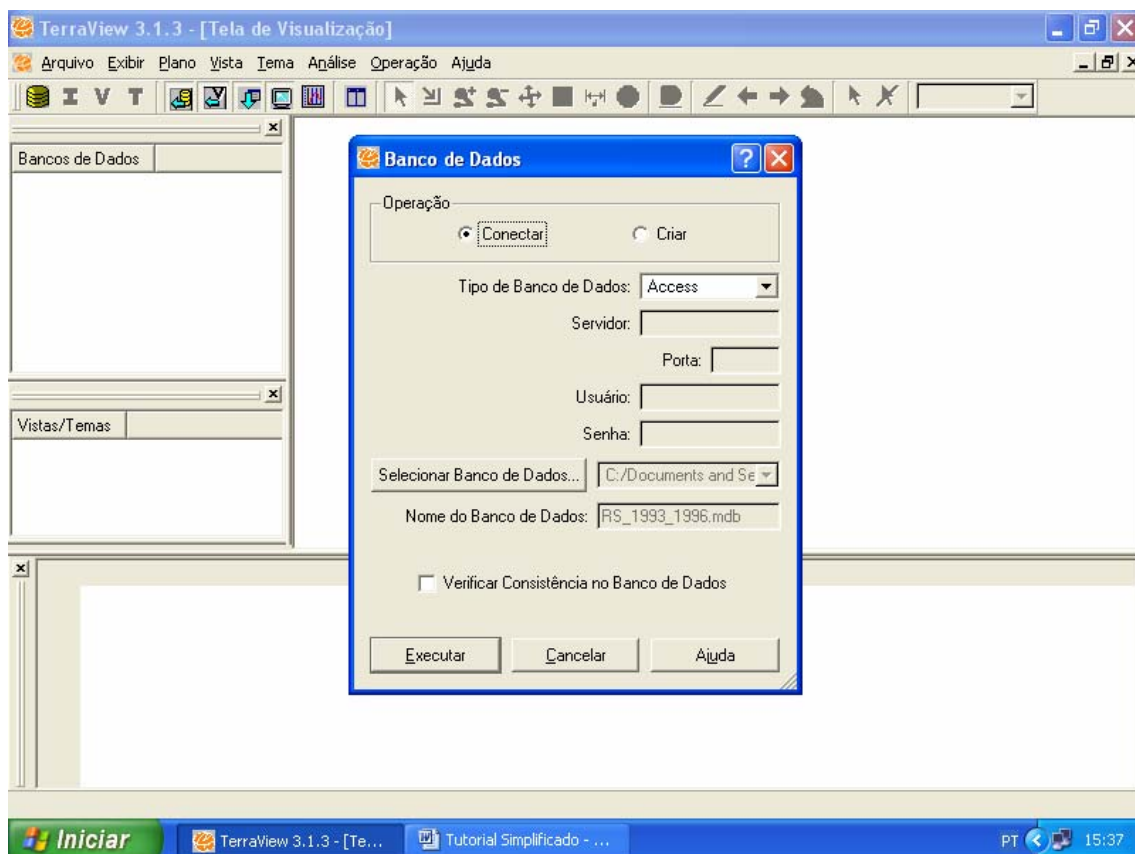 TerraView 3.1.3 - [Tela de Visualização]
Arquivo Exibir Plano Vista Tema Análise Operação Ajuda
I V T
Bancos de Dados
Vistas/Temas
Banco de Dados
Operação
Conectar Criar
Tipo de Banco de Dados: Access
Servidor:
Porta:
Usuário:
Senha:
Selecionar Banco de Dados... C:/Documents and Se
Nome do Banco de Dados: RS_1993_1996.mdb
Verificar Consistência no Banco de Dados
Executar Cancelar Ajuda
Iniciar TerraView 3.1.3 - [Te... Tutorial Simplificado - ... PT 15:37